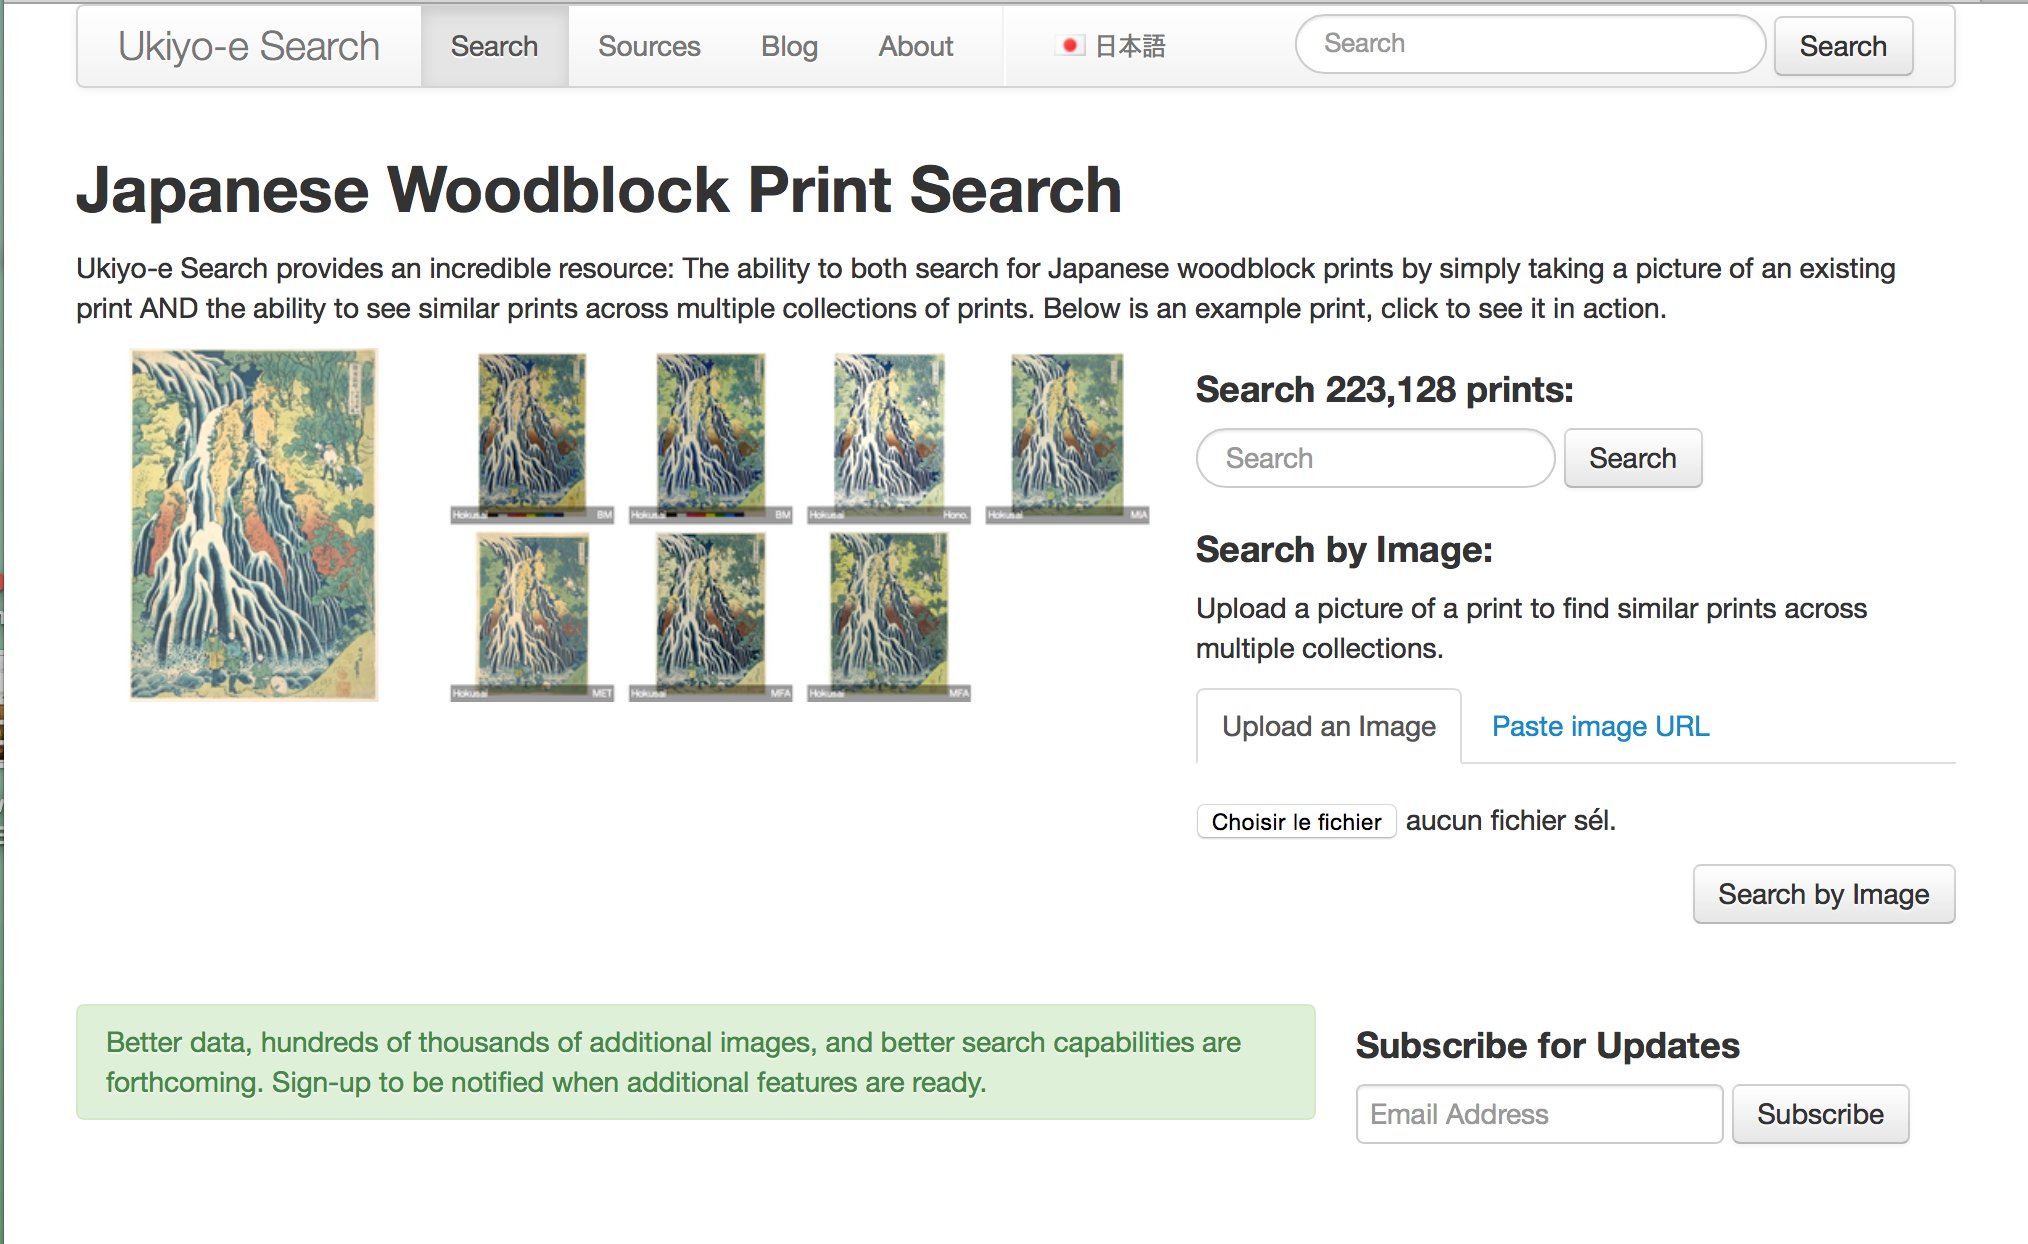 Ukiyo-e Search Search Sources Blog About 日本語 Search Search
Japanese Woodblock Print Search
Ukiyo-e Search provides an incredible resource: The ability to both search for Japanese woodblock prints by simply taking a picture of an existing
print AND the ability to see similar prints across multiple collections of prints. Below is an example print, click to see it in action.
Hokusai BM
Hokusai BM
Hokusai Hono.
Hokusai MIA
Hokusai MET
Hokusai MFA
Hokusai MFA
Search 223,128 prints:
Search Search
Search by Image:
Upload a picture of a print to find similar prints across
multiple collections.
Upload an Image Paste image URL
Choisir le fichier aucun fichier sél.
Search by Image
Better data, hundreds of thousands of additional images, and better search capabilities are
forthcoming. Sign-up to be notified when additional features are ready.
Subscribe for Updates
Email Address Subscribe